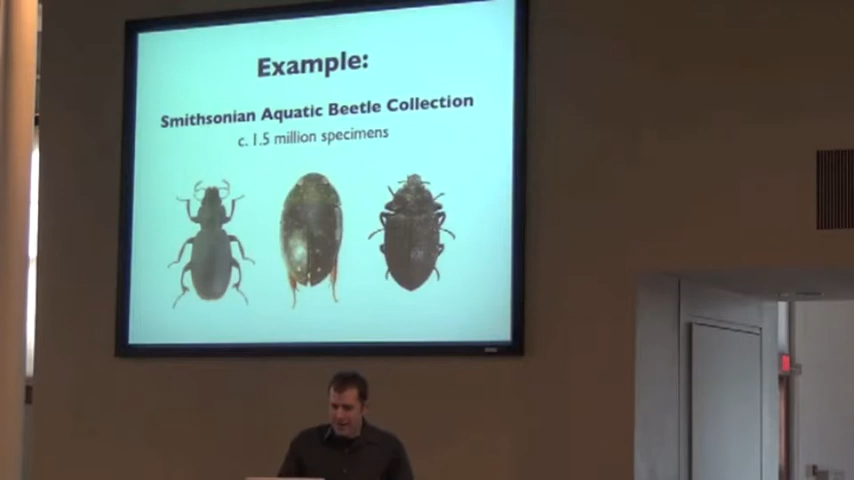 Example:
Smithsonian Aquatic Beetle Collection
c. 1.5 million specimens